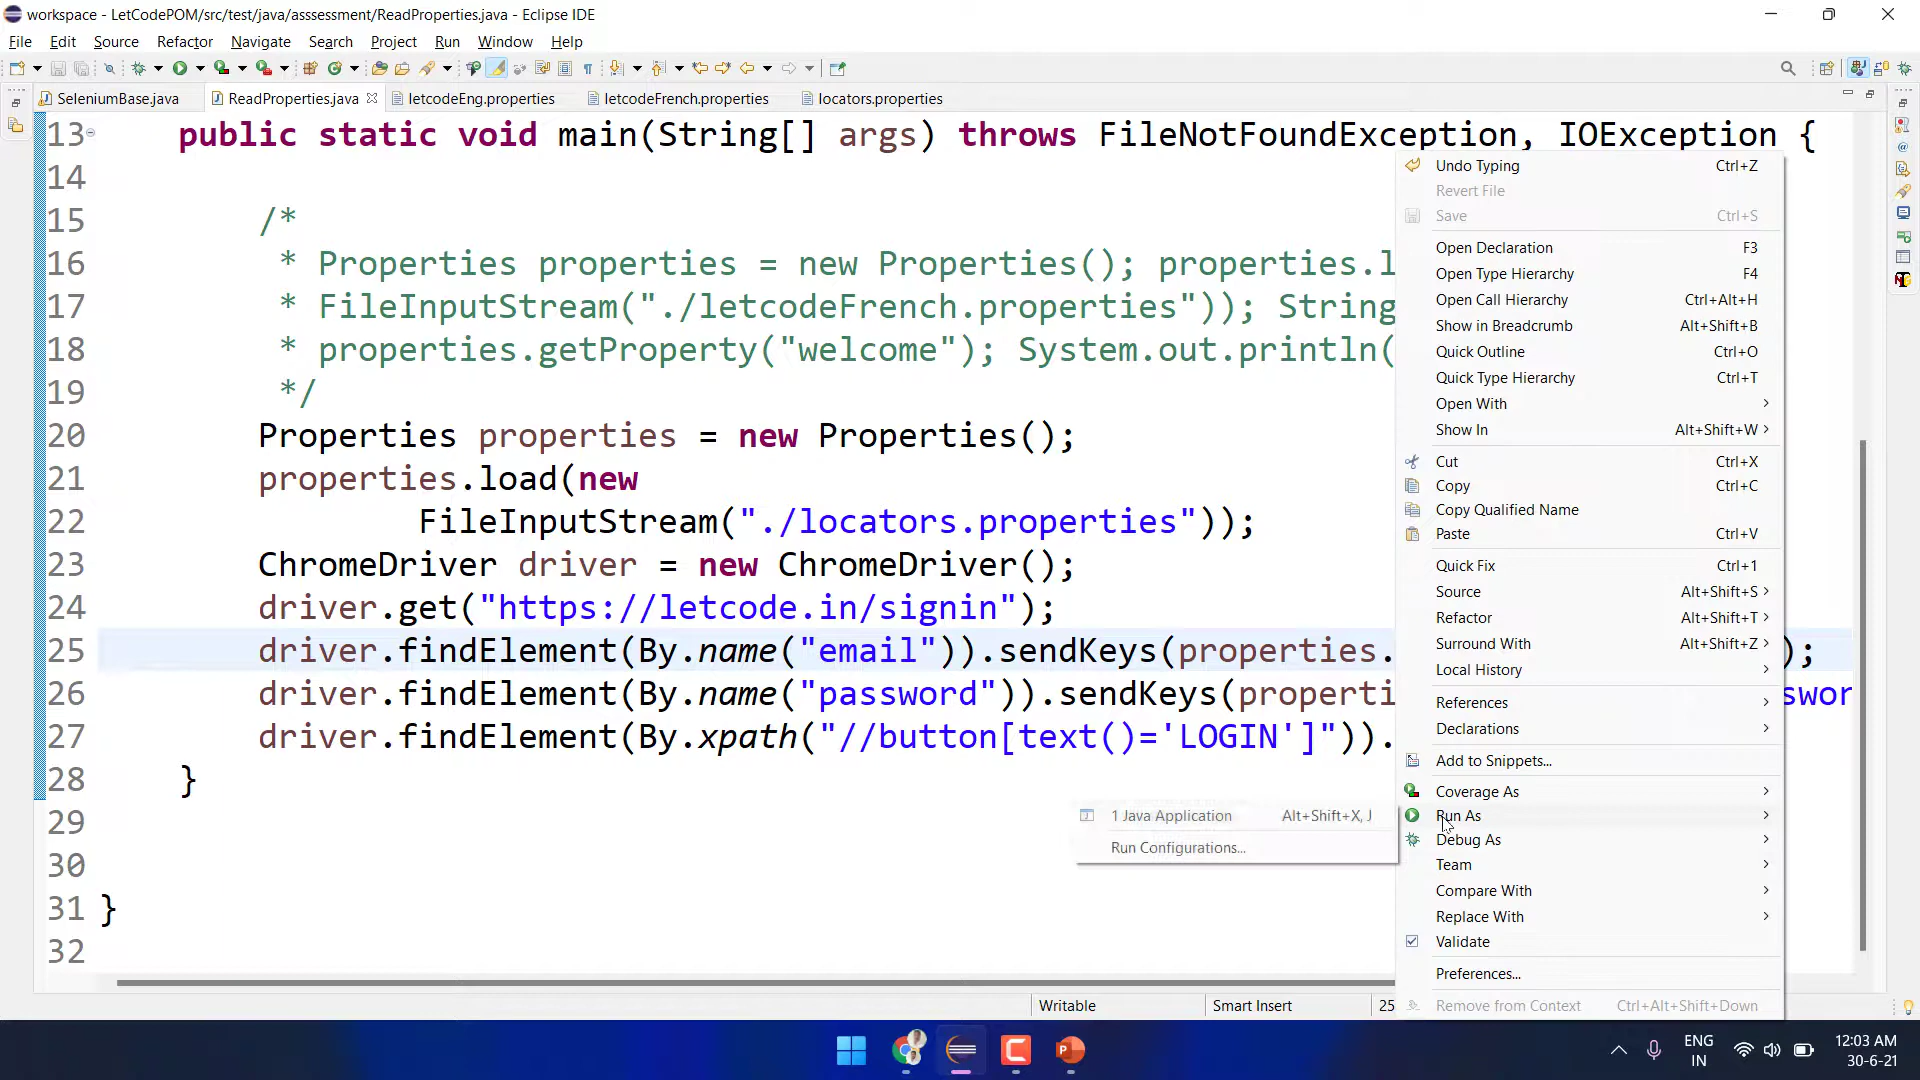 workspace - LetCodePOM/src/test/java/asssessment/ReadProperties.java - Eclipse IDE
File Edit Source Refactor Navigate Search Project Run Window Help
SeleniumBase.java ReadProperties.java letcodeEng.properties letcodeFrench.properties locators.properties
13 public static void main(String[] args) throws FileNotFoundException, IOException {
14
15 /*
16 * Properties properties = new Properties(); properties.l
17 * FileInputStream("./letcodeFrench.properties")); String
18 * properties.getProperty("welcome"); System.out.println(
19 */
20 Properties properties = new Properties();
21 properties.load(new
22 FileInputStream("./locators.properties"));
23 ChromeDriver driver = new ChromeDriver();
24 driver.get("https://letcode.in/signin");
25 driver.findElement(By.name("email")).sendKeys(properties. );
26 driver.findElement(By.name("password")).sendKeys(properti swor
27 driver.findElement(By.xpath("//button[text()='LOGIN']")).
28 }
29
30
31 }
32
Undo Typing Ctrl+Z
Revert File
Save Ctrl+S
Open Declaration F3
Open Type Hierarchy F4
Open Call Hierarchy Ctrl+Alt+H
Show in Breadcrumb Alt+Shift+B
Quick Outline Ctrl+O
Quick Type Hierarchy Ctrl+T
Open With
Show In Alt+Shift+W
Cut Ctrl+X
Copy Ctrl+C
Copy Qualified Name
Paste Ctrl+V
Quick Fix Ctrl+1
Source Alt+Shift+S
Refactor Alt+Shift+T
Surround With Alt+Shift+Z
Local History
References
Declarations
Add to Snippets...
Coverage As
Run As
Debug As
Team
Compare With
Replace With
Validate
Preferences...
Remove from Context Ctrl+Alt+Shift+Down
1 Java Application Alt+Shift+X, J
Run Configurations...
Writable Smart Insert 25
ENG
IN
12:03 AM
30-6-21